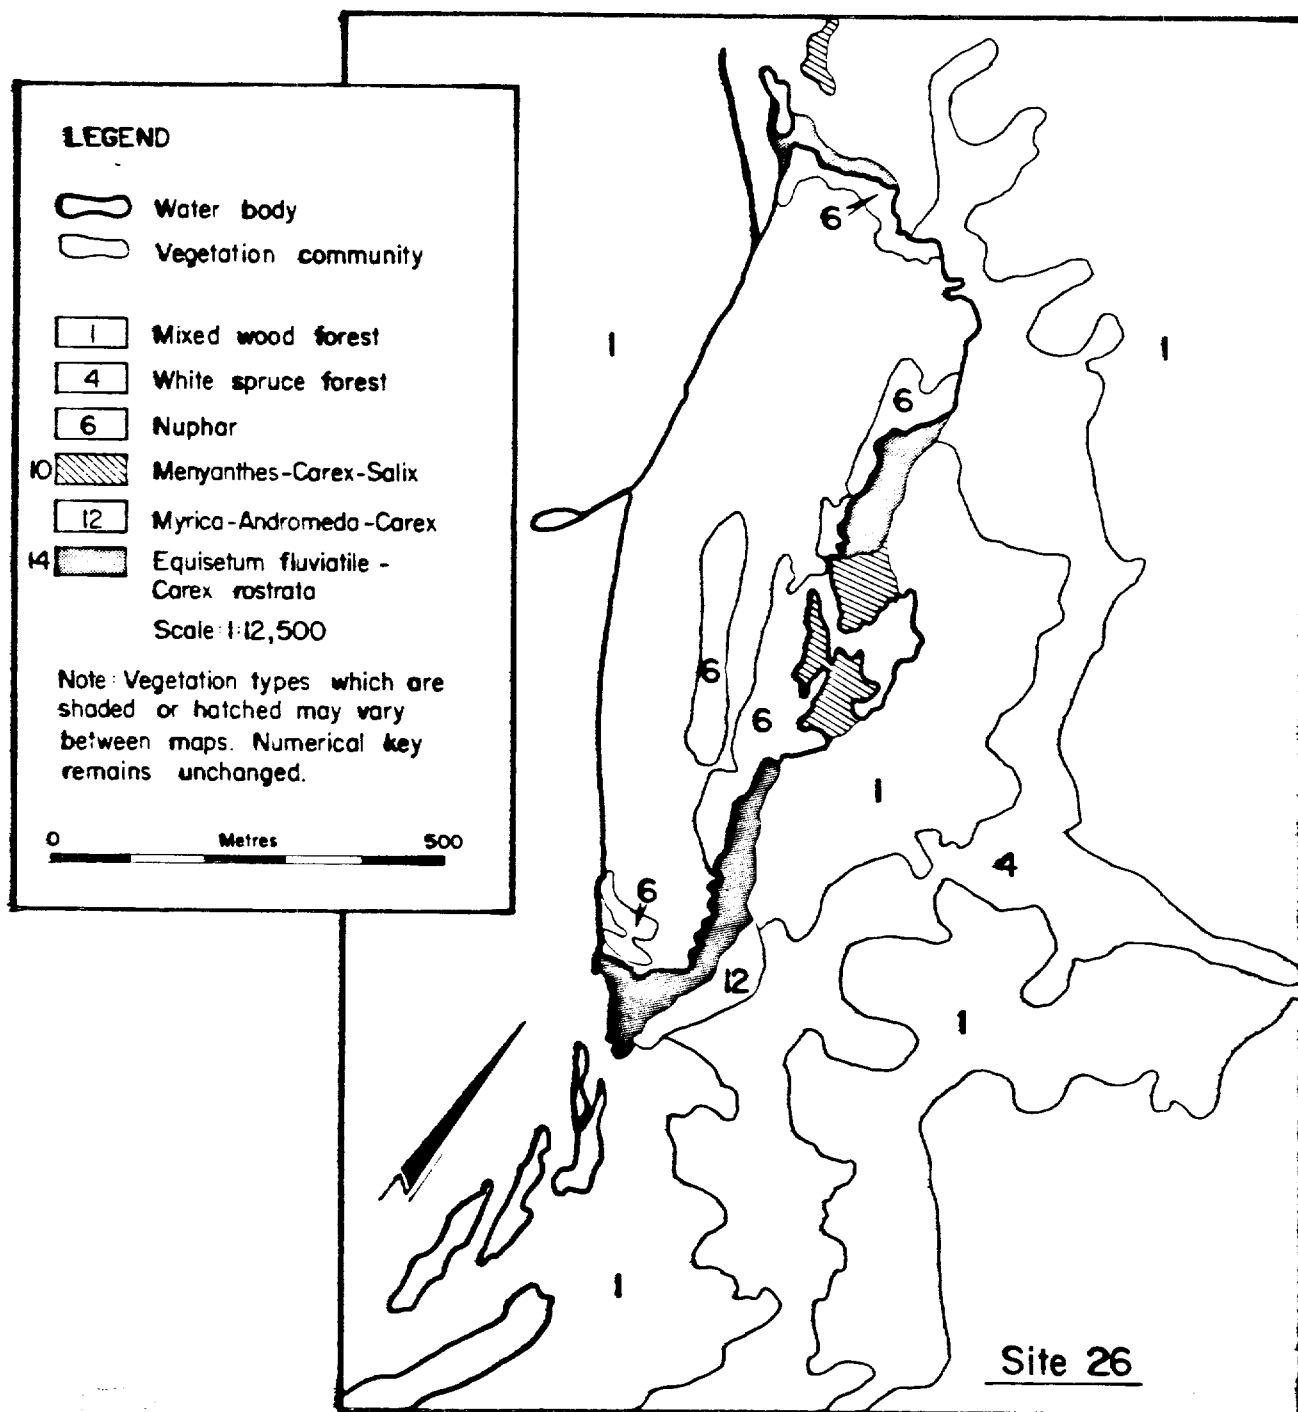 LEGEND
Water body
Vegetation community
1 Mixed wood forest
4 White spruce forest
6 Nuphar
10 Menyanthes-Carex-Salix
12 Myrica-Andromeda-Carex
14 Equisetum fluviatile -
Carex rostrata
Scale: 1:12,500
Note: Vegetation types which are
shaded or hatched may vary
between maps. Numerical key
remains unchanged.
0 Metres 500
6
1
1
6
6
6
1
4
6
12
1
1
N
Site 26